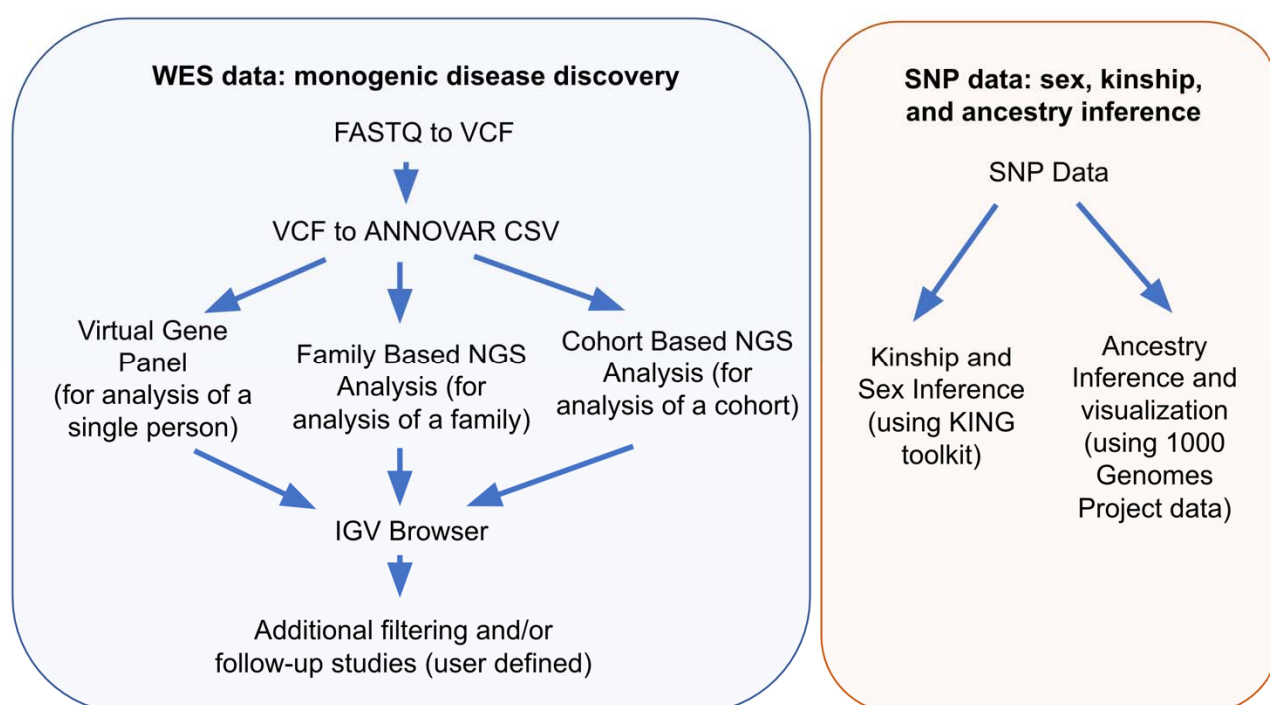 WES data: monogenic disease discovery
FASTQ to VCF
VCF to ANNOVAR CSV
Virtual Gene
Panel
(for analysis of a
single person)
Family Based NGS
Analysis (for
analysis of a family)
Cohort Based NGS
Analysis (for
analysis of a cohort)
IGV Browser
Additional filtering and/or
follow-up studies (user defined)
SNP data: sex, kinship,
and ancestry inference
SNP Data
Kinship and
Sex Inference
(using KING
toolkit)
Ancestry
Inference and
visualization
(using 1000
Genomes
Project data)